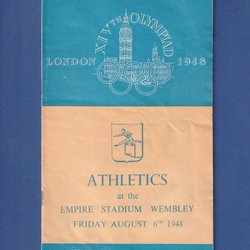 XIVTH OLYMPIAD
LONDON 1948
ATHLETICS
at the
EMPIRE STADIUM WEMBLEY
FRIDAY AUGUST 6TH 1948